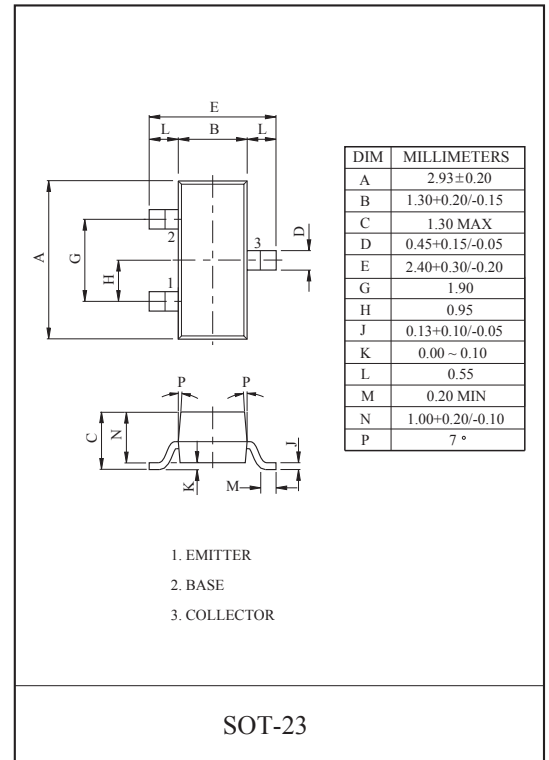 E
L B L
A
G
H
2
1
3
D
P P
C
N
K
M
J
DIM MILLIMETERS
A 2.93±0.20
B 1.30+0.20/-0.15
C 1.30 MAX
D 0.45+0.15/-0.05
E 2.40+0.30/-0.20
G 1.90
H 0.95
J 0.13+0.10/-0.05
K 0.00 ~ 0.10
L 0.55
M 0.20 MIN
N 1.00+0.20/-0.10
P 7 °
1. EMITTER
2. BASE
3. COLLECTOR
SOT-23